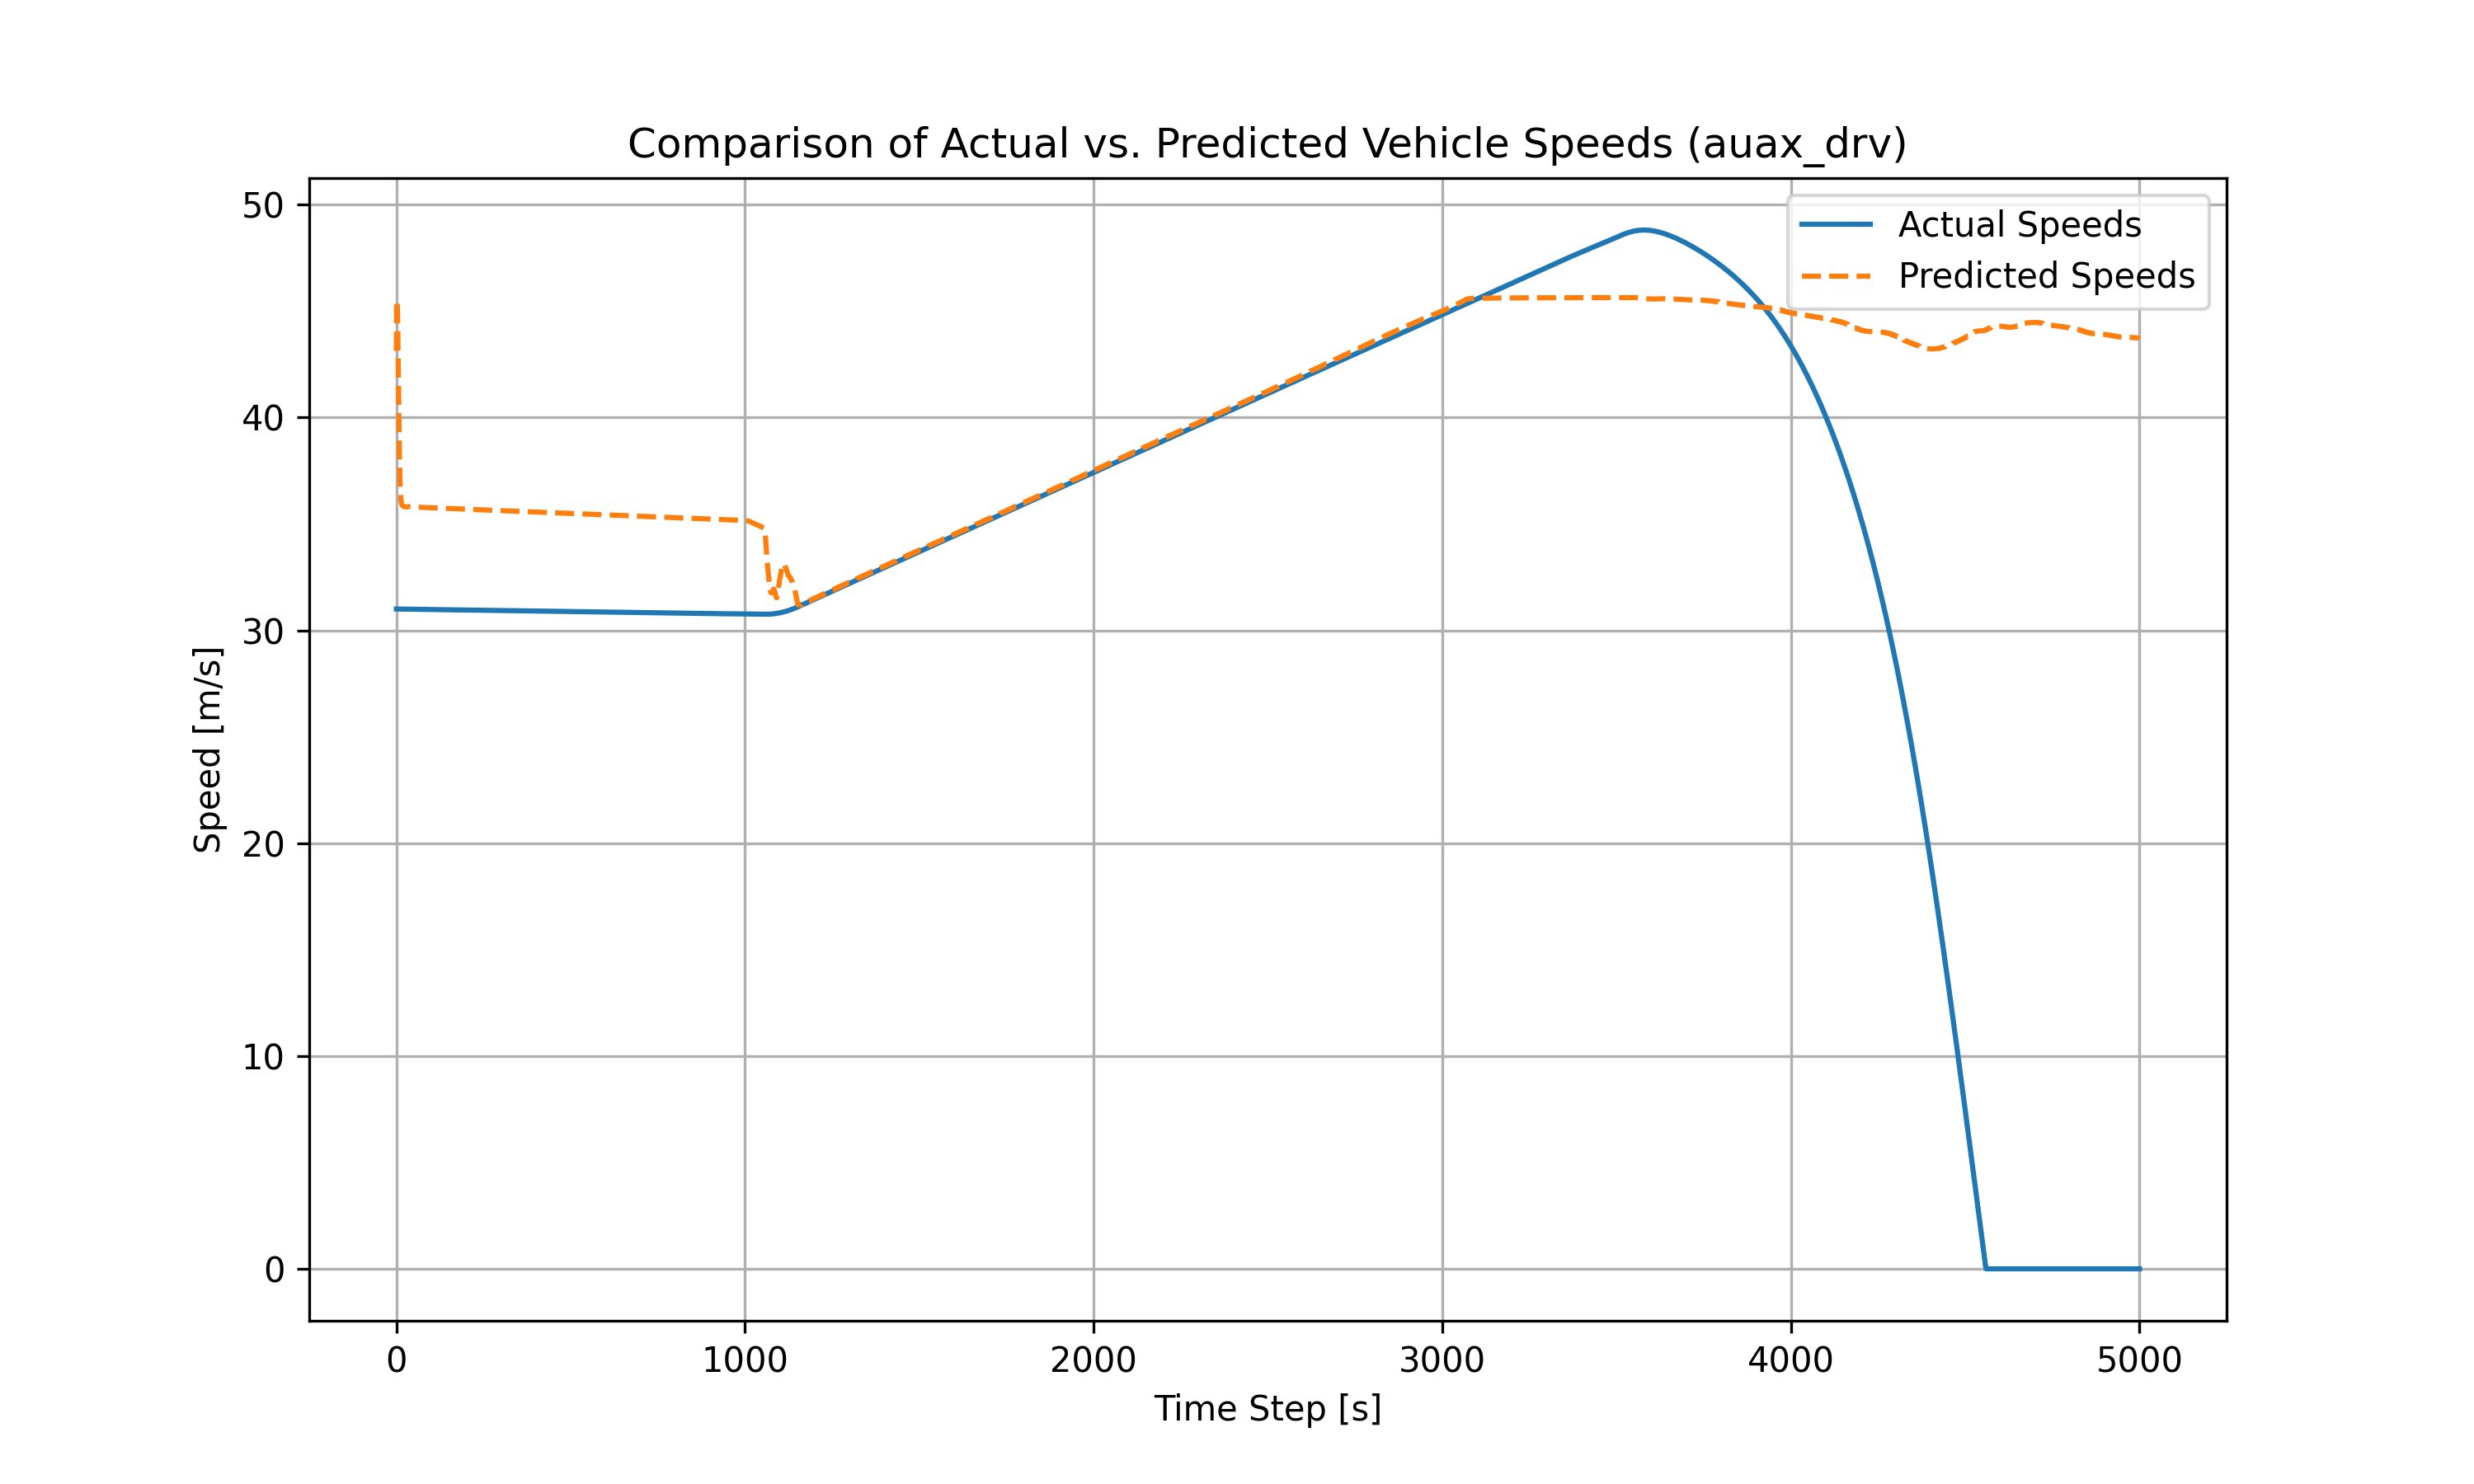 Comparison of Actual vs. Predicted Vehicle Speeds (auax_drv)
Actual Speeds
Predicted Speeds
Speed [m/s]
50
40
30
20
10
0
0 1000 2000 3000 4000 5000
Time Step [s]